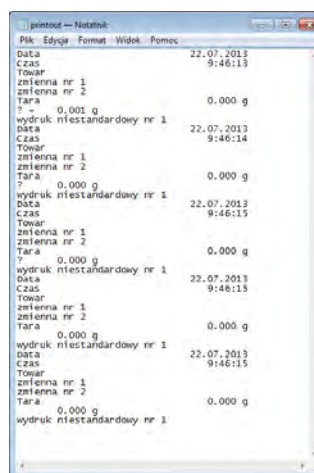 printout — Notatnik
Plik Edycja Format Widok Pomoc
Data 22.07.2013
Czas 9:46:13
Towar
zmienna nr 1
zmienna nr 2
Tara 0.000 g
? - 0.001 g
wydruk niestandardowy nr 1
Data 22.07.2013
Czas 9:46:14
Towar
zmienna nr 1
zmienna nr 2
Tara 0.000 g
? 0.000 g
wydruk niestandardowy nr 1
Data 22.07.2013
Czas 9:46:15
Towar
zmienna nr 1
zmienna nr 2
Tara 0.000 g
? 0.000 g
wydruk niestandardowy nr 1
Data 22.07.2013
Czas 9:46:15
Towar
zmienna nr 1
zmienna nr 2
Tara 0.000 g
0.000 g
wydruk niestandardowy nr 1
Data 22.07.2013
Czas 9:46:15
Towar
zmienna nr 1
zmienna nr 2
Tara 0.000 g
0.000 g
wydruk niestandardowy nr 1